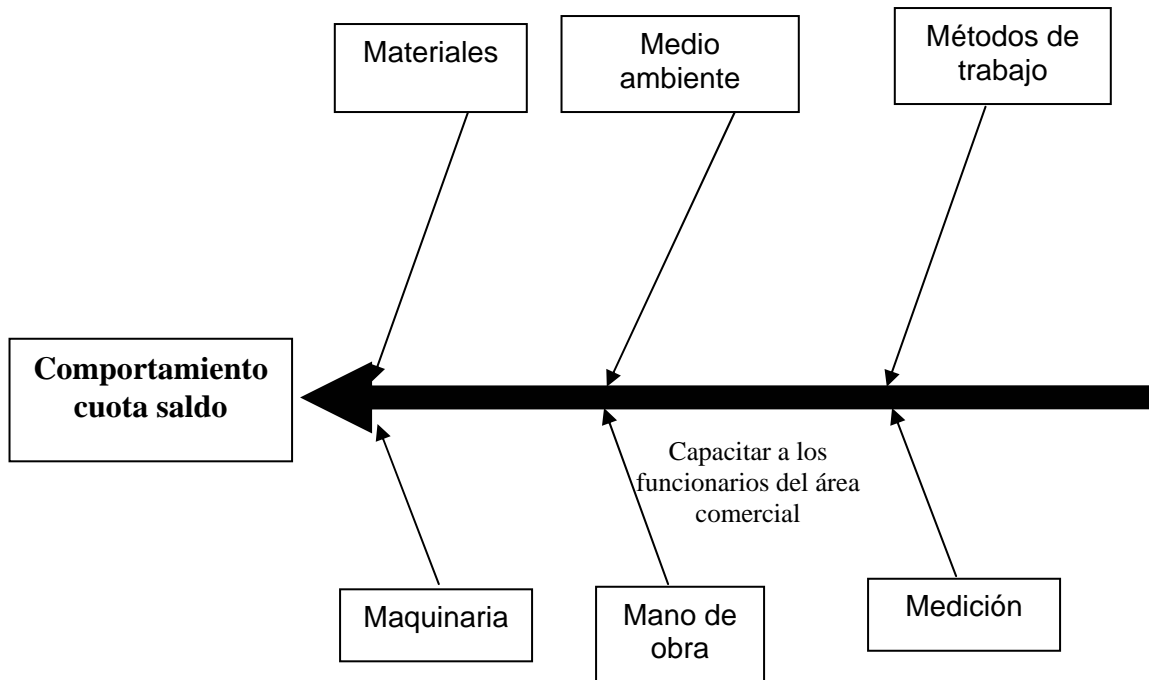 Materiales
Medio
ambiente
Métodos de
trabajo
Comportamiento
cuota saldo
Capacitar a los
funcionarios del área
comercial
Maquinaria
Mano de
obra
Medición